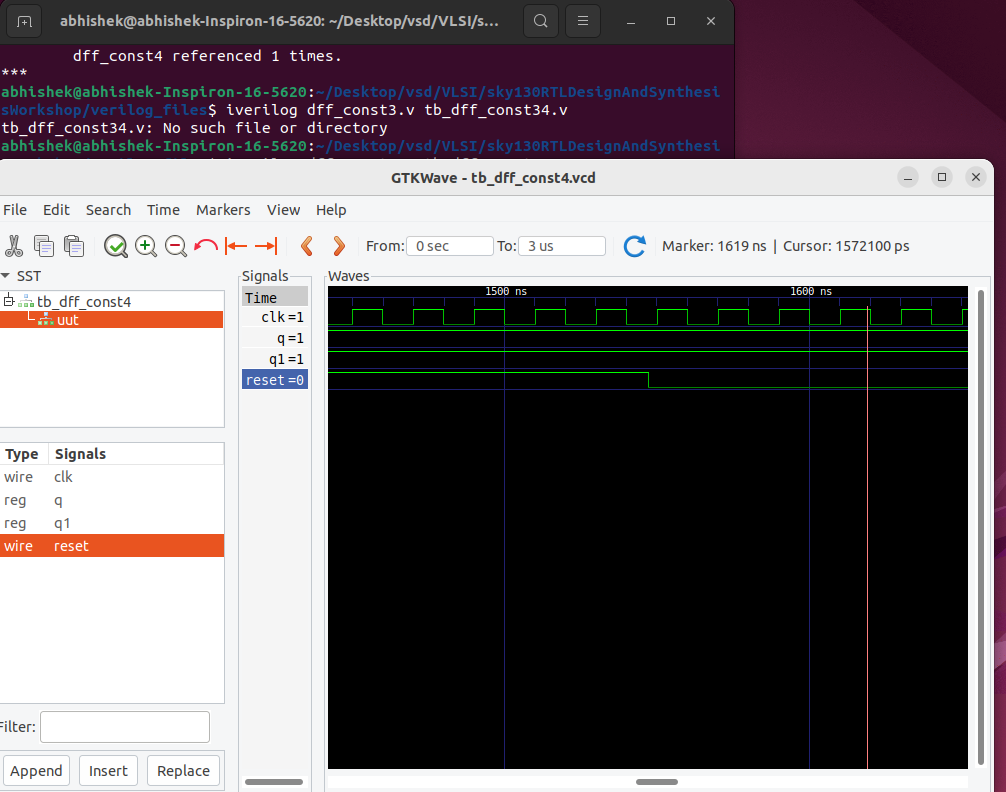 abhishek@abhishek-Inspiron-16-5620: ~/Desktop/vsd/VLSI/s...
dff_const4 referenced 1 times.
***
abhishek@abhishek-Inspiron-16-5620:~/Desktop/vsd/VLSI/sky130RTLDesignAndSynthesi
sWorkshop/verilog_files$ iverilog dff_const3.v tb_dff_const34.v
tb_dff_const34.v: No such file or directory
abhishek@abhishek-Inspiron-16-5620:~/Desktop/vsd/VLSI/sky130RTLDesignAndSynthesi
GTKWave - tb_dff_const4.vcd
File Edit Search Time Markers View Help
From: 0 sec To: 3 us Marker: 1619 ns | Cursor: 1572100 ps
SST
tb_dff_const4
uut
Type Signals
wire clk
reg q
reg q1
wire reset
Filter:
Append Insert Replace
Signals
Time
clk =1
q =1
q1 =1
reset =0
Waves
1500 ns 1600 ns